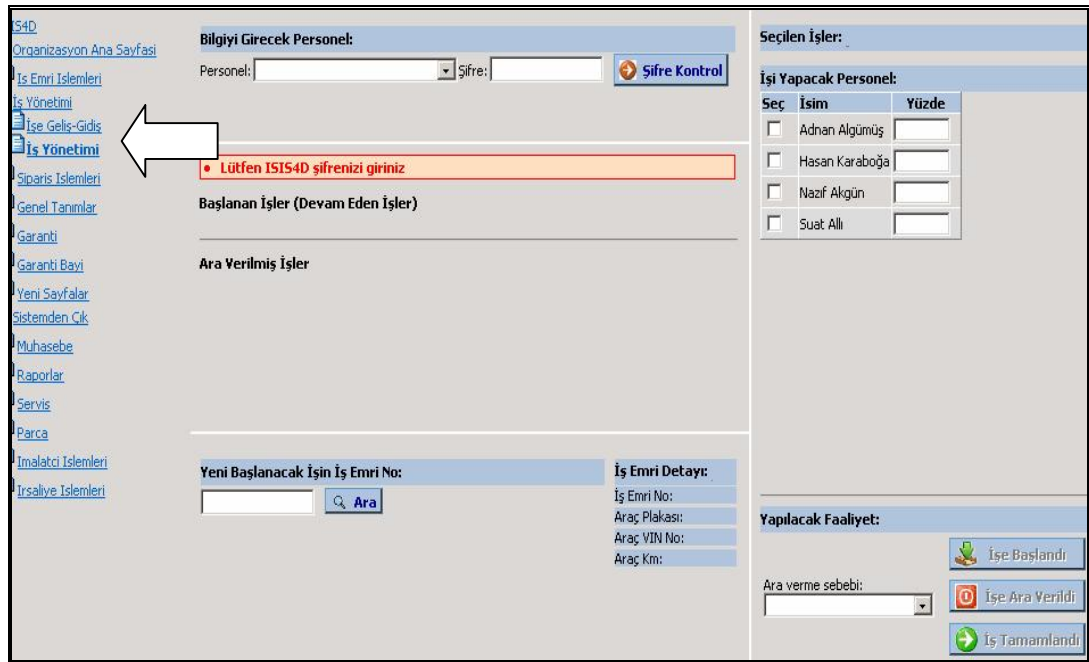 IS4D
Organizasyon Ana Sayfasi
Is Emri Islemleri
İş Yönetimi
İşe Geliş-Gidiş
İş Yönetimi
Siparis Islemleri
Genel Tanımlar
Garanti
Garanti Bayi
Yeni Sayfalar
Sistemden Çık
Muhasebe
Raporlar
Servis
Parca
Imalatci Islemleri
Irsaliye Islemleri
Bilgiyi Girecek Personel:
Personel: Şifre: Şifre Kontrol
Lütfen ISIS4D şifrenizi giriniz
Başlanan İşler (Devam Eden İşler)
Ara Verilmiş İşler
Yeni Başlanacak İşin İş Emri No:
Ara
İş Emri Detayı:
İş Emri No:
Araç Plakası:
Araç VIN No:
Araç Km:
Seçilen İşler:
İşi Yapacak Personel:
Seç İsim Yüzde
Adnan Algümüş
Hasan Karaboğa
Nazıf Akgün
Suat Allı
Yapılacak Faaliyet:
İşe Başlandı
Ara verme sebebi:
İşe Ara Verildi
İş Tamamlandı